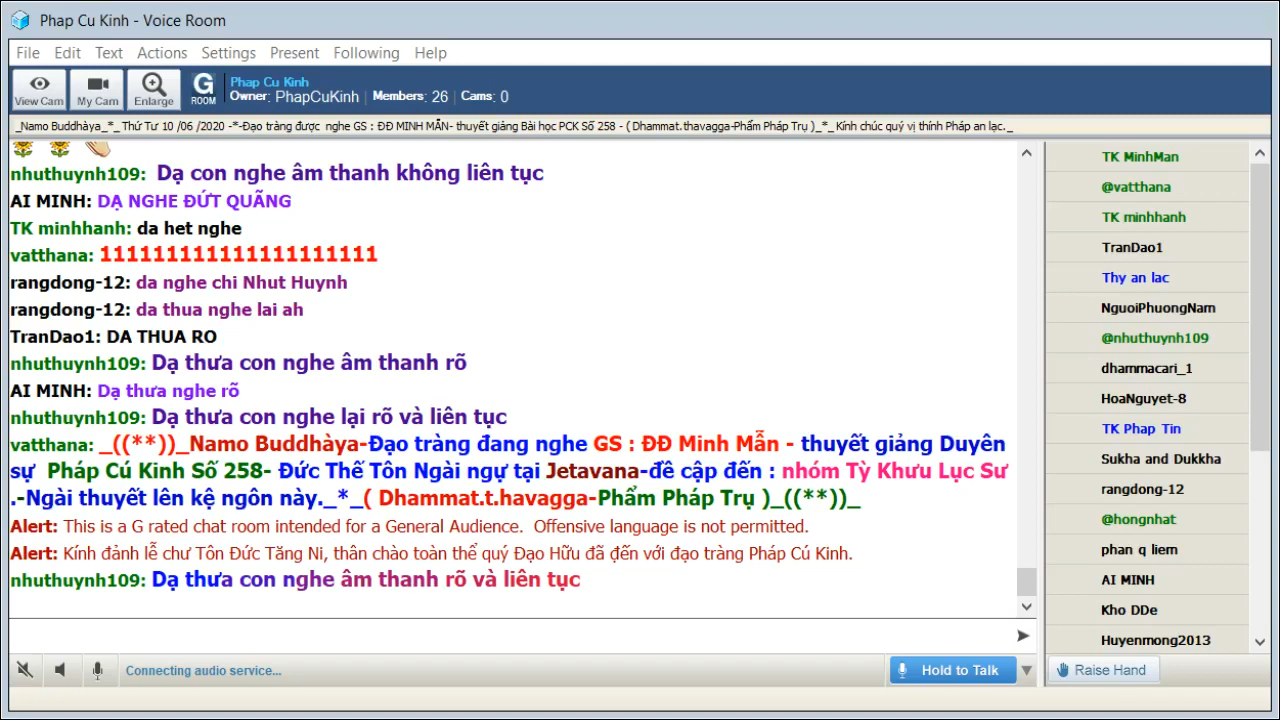 Phap Cu Kinh - Voice Room
File Edit Text Actions Settings Present Following Help
View Cam My Cam Enlarge G ROOM
Phap Cu Kinh
Owner: PhapCuKinh Members: 26 Cams: 0
_Namo Buddhàya_*_ Thứ Tư 10 /06 /2020 -*-Đạo tràng được nghe GS : ĐĐ MINH MẪN- thuyết giảng Bài học PCK Số 258 - ( Dhammat.thavagga-Phẩm Pháp Trụ )_*_ Kính chúc quý vị thính Pháp an lạc._
nhuthuynh109: Dạ con nghe âm thanh không liên tục
AI MINH: DẠ NGHE ĐỨT QUÃNG
TK minhhanh: da het nghe
vatthana: 111111111111111111111
rangdong-12: da nghe chi Nhut Huynh
rangdong-12: da thua nghe lai ah
TranDao1: DA THUA RO
nhuthuynh109: Dạ thưa con nghe âm thanh rõ
AI MINH: Dạ thưa nghe rõ
nhuthuynh109: Dạ thưa con nghe lại rõ và liên tục
vatthana: _((**))_Namo Buddhàya-Đạo tràng đang nghe GS : ĐĐ Minh Mẫn - thuyết giảng Duyên
sự Pháp Cú Kinh Số 258- Đức Thế Tôn Ngài ngự tại Jetavana-đề cập đến : nhóm Tỳ Khưu Lục Sư
.-Ngài thuyết lên kệ ngôn này._*_( Dhammat.t.havagga-Phẩm Pháp Trụ )_((**))_
Alert: This is a G rated chat room intended for a General Audience. Offensive language is not permitted.
Alert: Kính đảnh lễ chư Tôn Đức Tăng Ni, thân chào toàn thể quý Đạo Hữu đã đến với đạo tràng Pháp Cú Kinh.
nhuthuynh109: Dạ thưa con nghe âm thanh rõ và liên tục
TK MinhMan
@vatthana
TK minhhanh
TranDao1
Thy an lac
NguoiPhuongNam
@nhuthuynh109
dhammacari_1
HoaNguyet-8
TK Phap Tin
Sukha and Dukkha
rangdong-12
@hongnhat
phan q liem
AI MINH
Kho DDe
Huyenmong2013
Connecting audio service... Hold to Talk Raise Hand